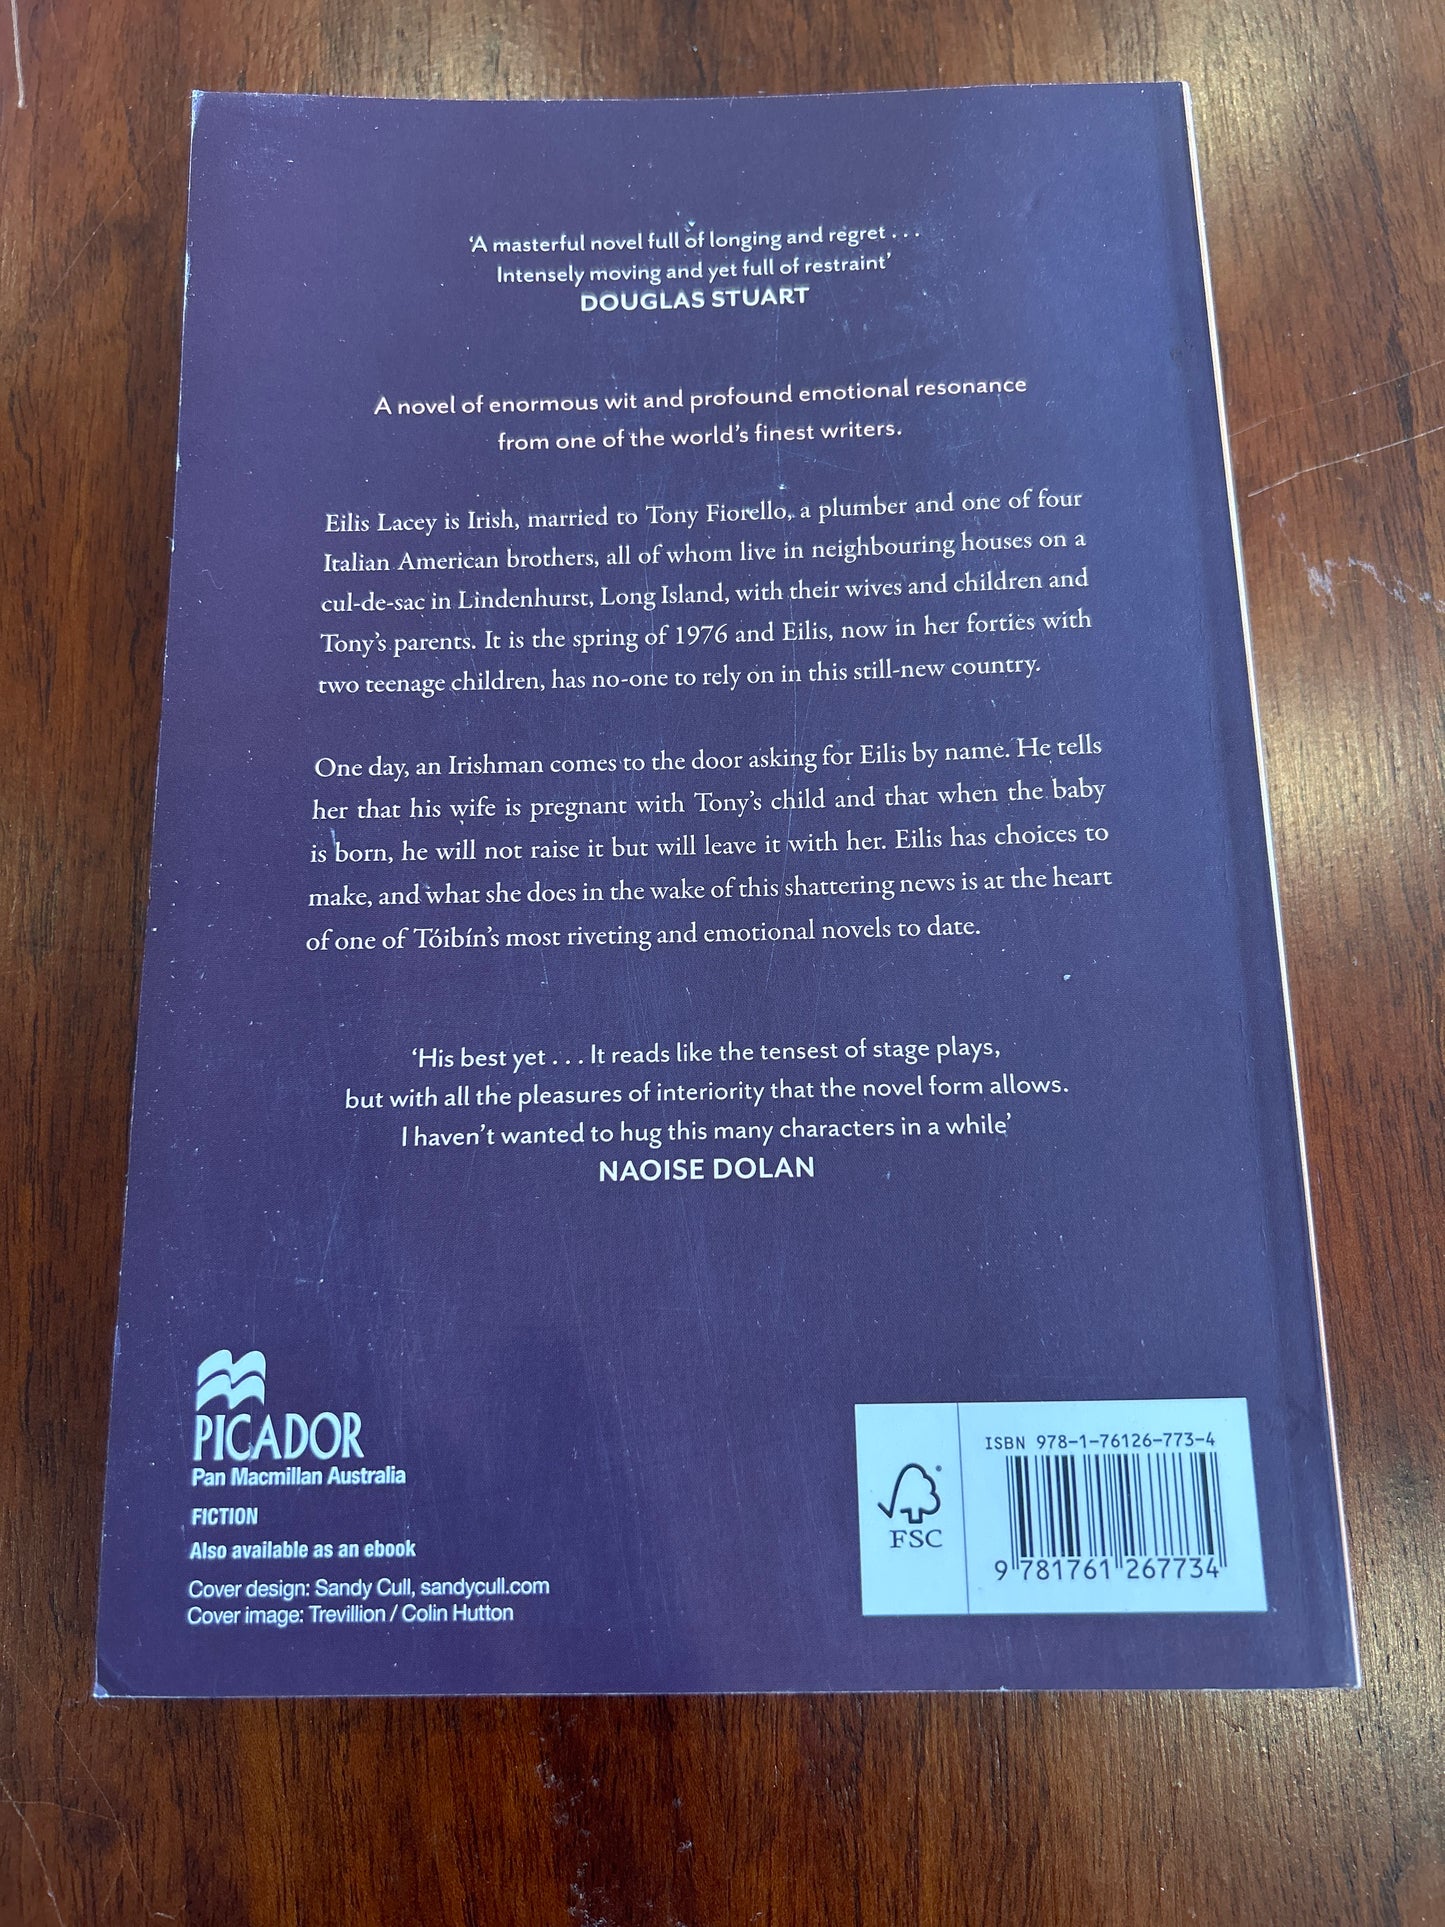 ‘A masterful novel full of longing and regret . . .
Intensely moving and yet full of restraint’
DOUGLAS STUART
A novel of enormous wit and profound emotional resonance
from one of the world’s finest writers.
Eilis Lacey is Irish, married to Tony Fiorello, a plumber and one of four
Italian American brothers, all of whom live in neighbouring houses on a
cul-de-sac in Lindenhurst, Long Island, with their wives and children and
Tony’s parents. It is the spring of 1976 and Eilis, now in her forties with
two teenage children, has no-one to rely on in this still-new country.
One day, an Irishman comes to the door asking for Eilis by name. He tells
her that his wife is pregnant with Tony’s child and that when the baby
is born, he will not raise it but will leave it with her. Eilis has choices to
make, and what she does in the wake of this shattering news is at the heart
of one of Tóibín’s most riveting and emotional novels to date.
‘His best yet . . . It reads like the tensest of stage plays,
but with all the pleasures of interiority that the novel form allows.
I haven’t wanted to hug this many characters in a while’
NAOISE DOLAN
PICADOR
Pan Macmillan Australia
FICTION
Also available as an ebook
Cover design: Sandy Cull, sandycull.com
Cover image: Trevillion / Colin Hutton
FSC
ISBN 978-1-76126-773-4
9 781761 267734